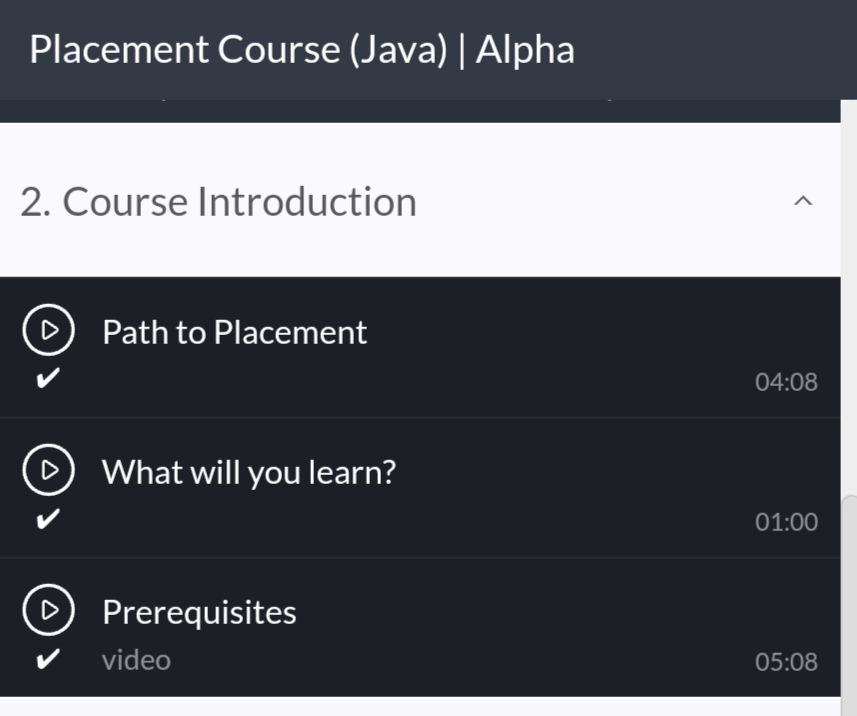 Placement Course (Java) | Alpha
2. Course Introduction
Path to Placement
04:08
What will you learn?
01:00
Prerequisites
video
05:08